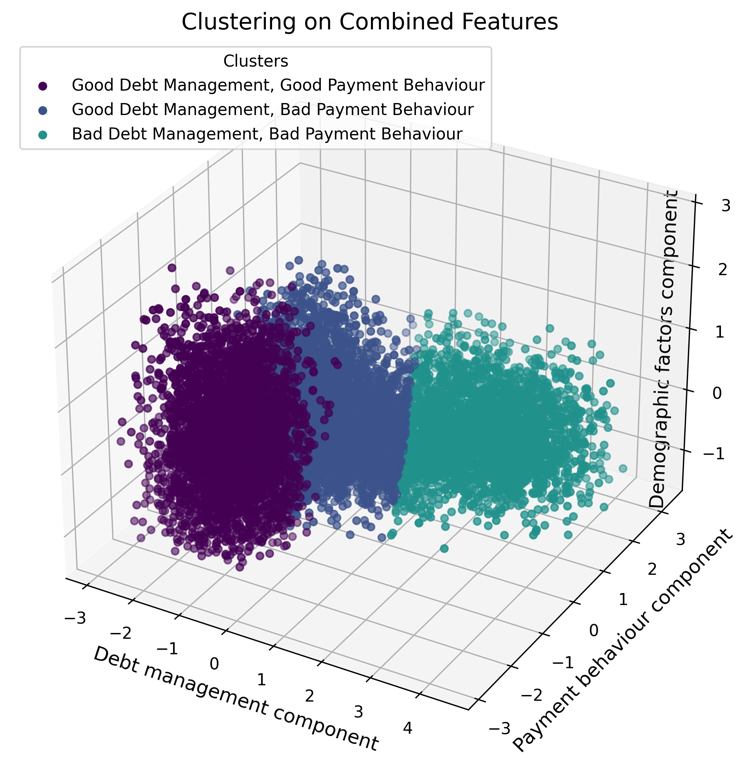 Clustering on Combined Features
Clusters
Good Debt Management, Good Payment Behaviour
Good Debt Management, Bad Payment Behaviour
Bad Debt Management, Bad Payment Behaviour
3
2
1
0
−1
Demographic factors component
3
2
1
0
−1
−2
−3
Payment behaviour component
−3
−2
−1
0
1
2
3
4
Debt management component